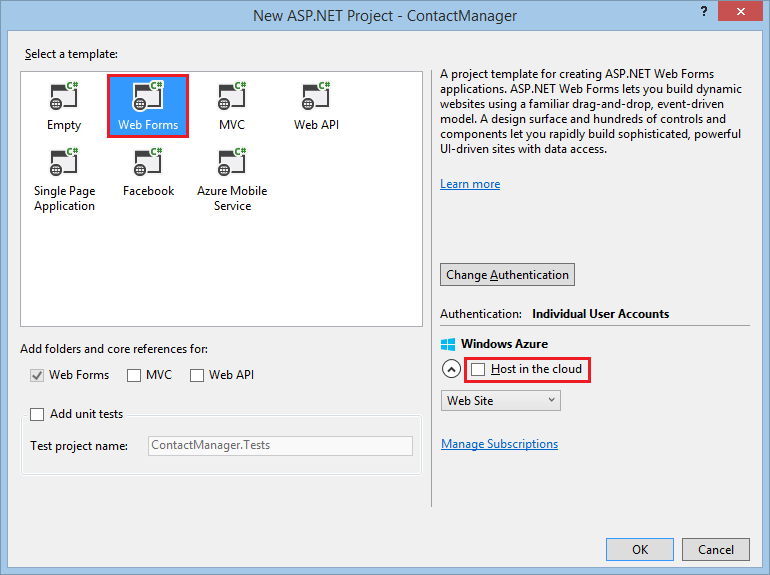 New ASP.NET Project - ContactManager
?
Select a template:
C#
C#
C#
C#
Empty
Web Forms
MVC
Web API
C#
C#
C#
Single Page
Application
Facebook
Azure Mobile
Service
A project template for creating ASP.NET Web Forms
applications. ASP.NET Web Forms lets you build dynamic
websites using a familiar drag-and-drop, event-driven
model. A design surface and hundreds of controls and
components let you rapidly build sophisticated, powerful
UI-driven sites with data access.
Learn more
Change Authentication
Authentication: Individual User Accounts
Windows Azure
Host in the cloud
Web Site
Manage Subscriptions
Add folders and core references for:
Web Forms
MVC
Web API
Add unit tests
Test project name:
ContactManager.Tests
OK
Cancel